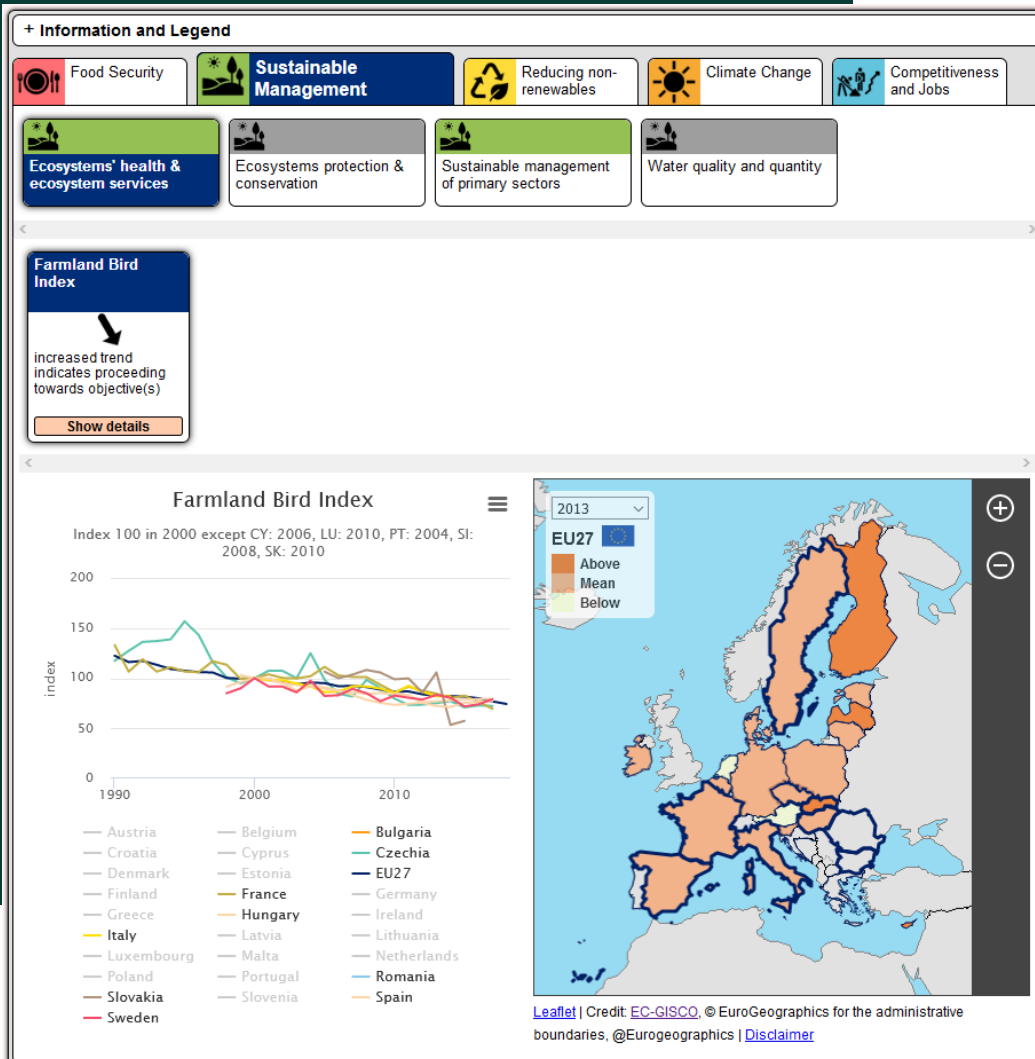 + Information and Legend
Food Security
Sustainable
Management
Reducing non-
renewables
Climate Change
Competitiveness
and Jobs
Ecosystems' health &
ecosystem services
Ecosystems protection &
conservation
Sustainable management
of primary sectors
Water quality and quantity
Farmland Bird
Index
increased trend
indicates proceeding
towards objective(s)
Show details
Farmland Bird Index
Index 100 in 2000 except CY: 2006, LU: 2010, PT: 2004, SI:
2008, SK: 2010
200
150
100
50
0
index
1990
2000
2010
Austria
Belgium
Bulgaria
Croatia
Cyprus
Czechia
Denmark
Estonia
EU27
Finland
France
Germany
Greece
Hungary
Ireland
Italy
Latvia
Lithuania
Luxembourg
Malta
Netherlands
Poland
Portugal
Romania
Slovakia
Slovenia
Spain
Sweden
2013
EU27
Above
Mean
Below
Leaflet | Credit: EC-GISCO, © EuroGeographics for the administrative
boundaries, @Eurogeographics | Disclaimer